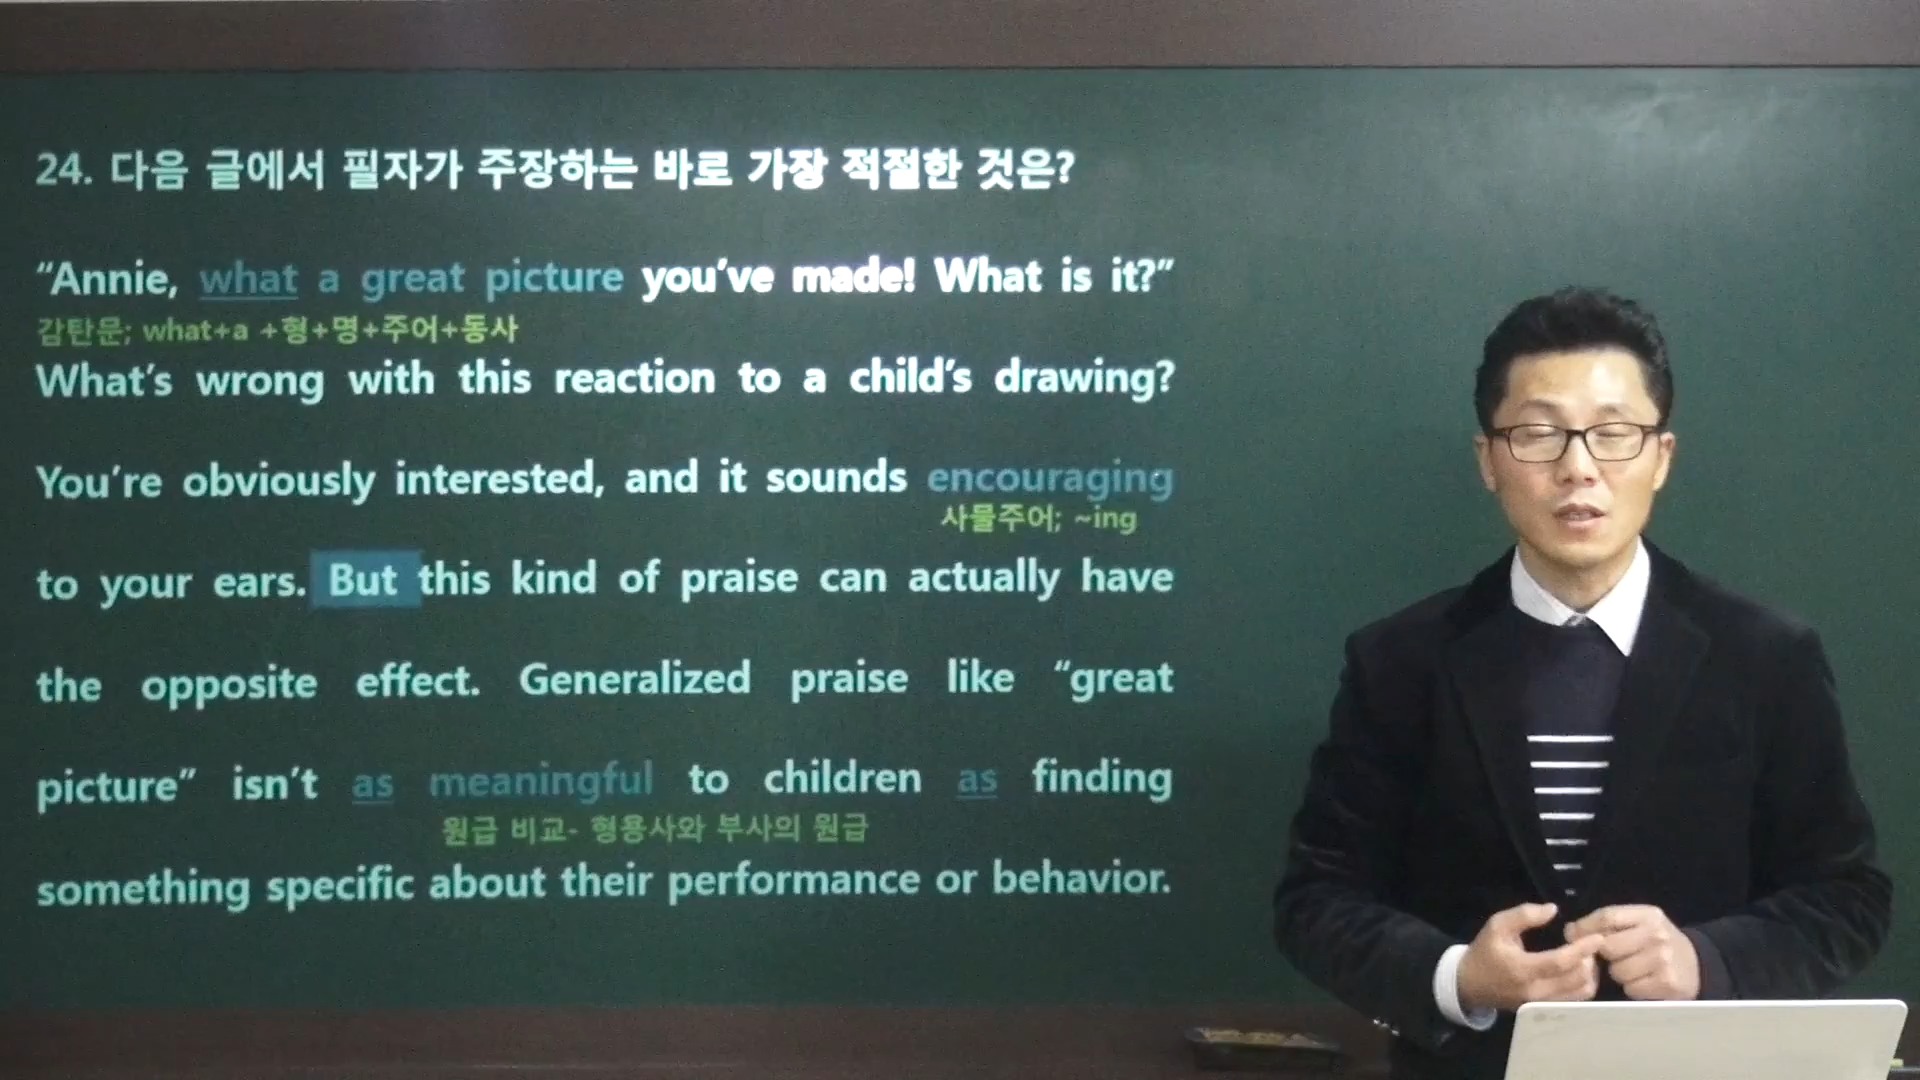 24. 다음 글에서 필자가 주장하는 바로 가장 적절한 것은?
“Annie, what a great picture you’ve made! What is it?”
감탄문; what+a +형+명+주어+동사
What’s wrong with this reaction to a child’s drawing?
You’re obviously interested, and it sounds encouraging
사물주어; ~ing
to your ears. But this kind of praise can actually have
the opposite effect. Generalized praise like “great
picture” isn’t as meaningful to children as finding
원급 비교- 형용사와 부사의 원급
something specific about their performance or behavior.